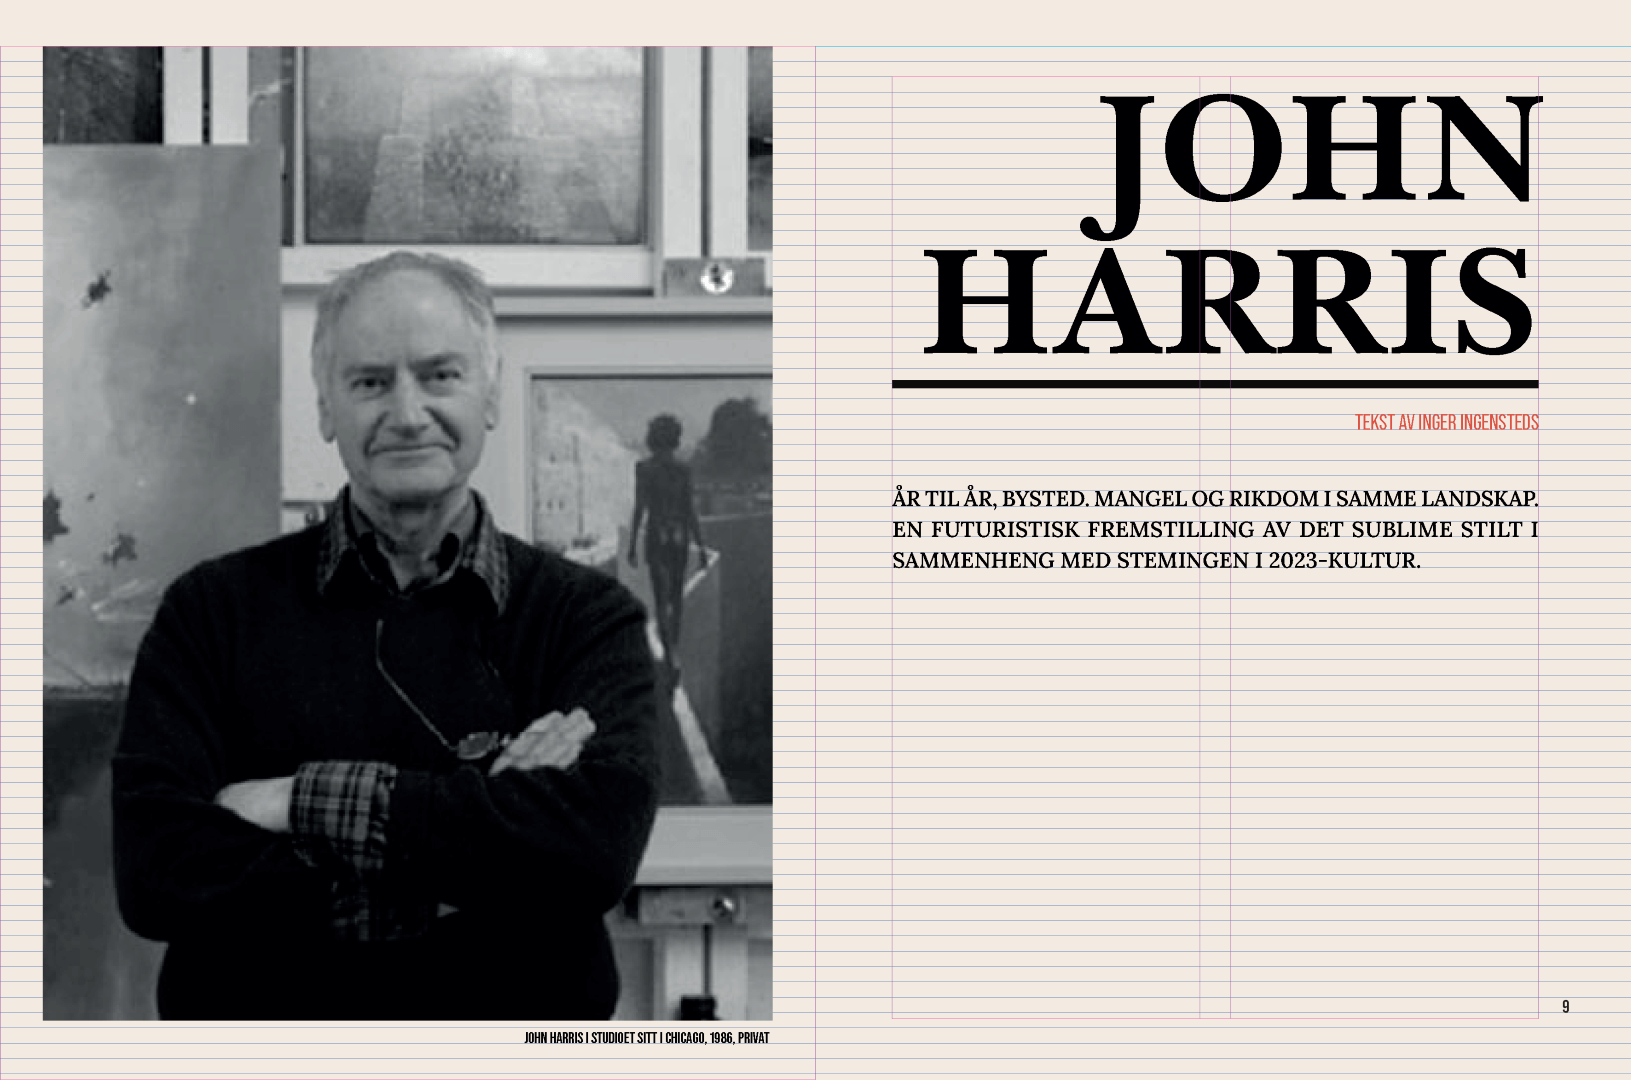 JOHN
HARRIS
TEKST AV INGER INGENSTEDS
ÅR TIL ÅR, BYSTED. MANGEL OG RIKDOM I SAMME LANDSKAP.
EN FUTURISTISK FREMSTILLING AV DET SUBLIME STILT I
SAMMENHENG MED STEMINGEN I 2023-KULTUR.
9
JOHN HARRIS I STUDIOET SITT I CHICAGO, 1986, PRIVAT